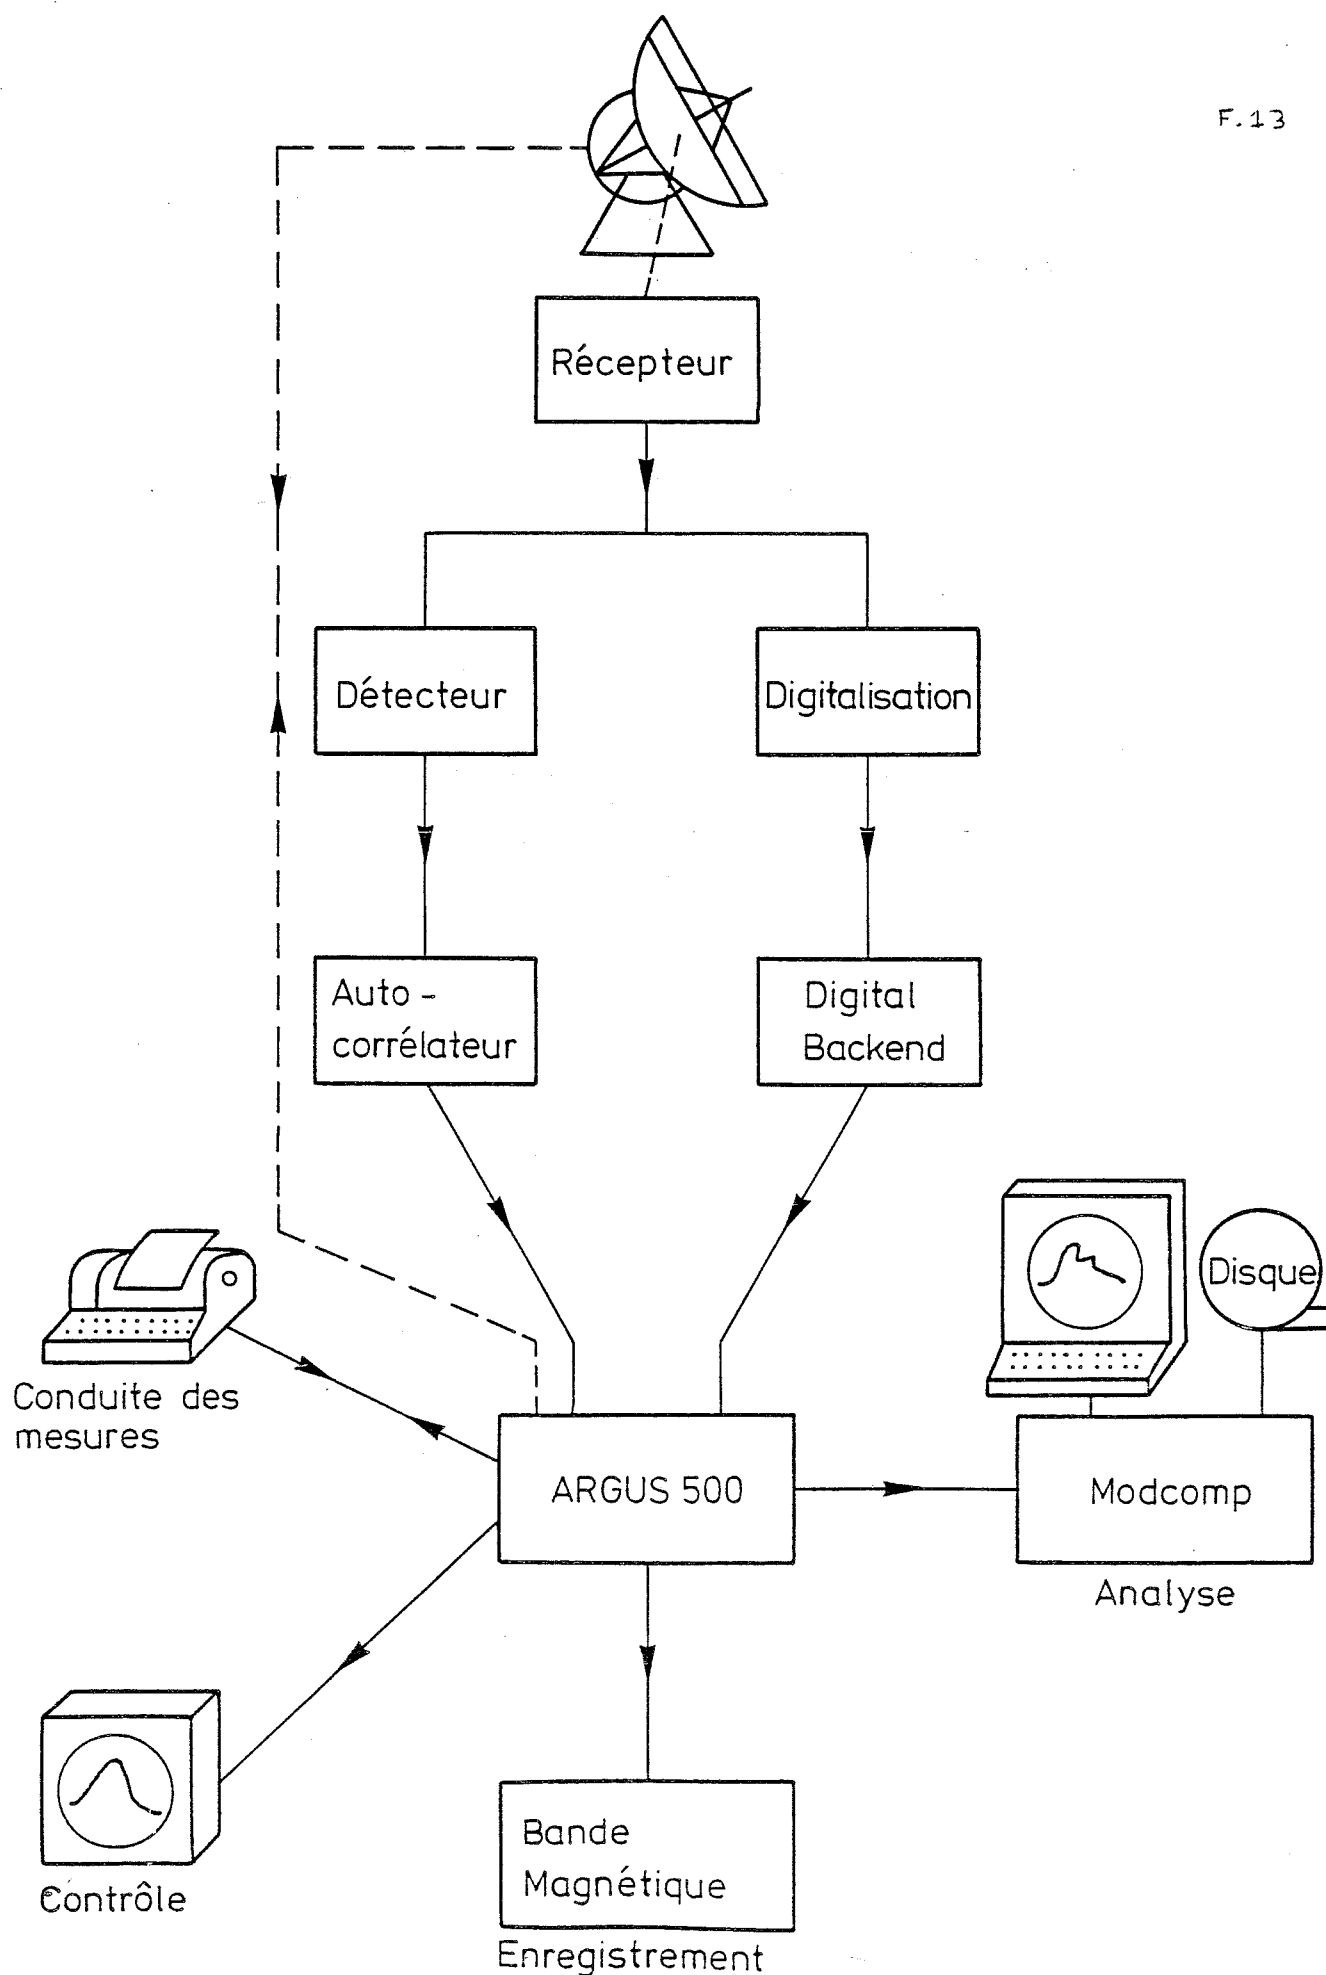 F.13
Récepteur
Détecteur
Digitalisation
Auto-
corrélateur
Digital
Backend
Disque
Conduite des
mesures
ARGUS 500
Modcomp
Analyse
Contrôle
Bande
Magnétique
Enregistrement